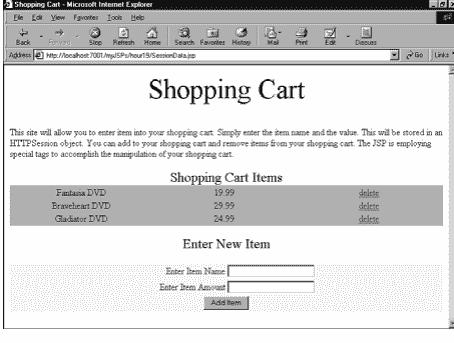 Shopping Cart - Microsoft Internet Explorer
File Edit View Favorites Tools Help
Back Forward Stop Refresh Home Search Favorites History Mail Print Edit Discuss
Address http://localhost:7001/myJSPs/hour19/SessionData.jsp Go Links
Shopping Cart
This site will allow you to enter item into your shopping cart. Simply enter the item name and the value. This will be stored in an
HTTPSession object. You can add to your shopping cart and remove items from your shopping cart. The JSP is employing
special tags to accomplish the manipulation of your shopping cart.
Shopping Cart Items
Fantasia DVD 19.99 delete
Braveheart DVD 29.99 delete
Gladiator DVD 24.99 delete
Enter New Item
Enter Item Name
Enter Item Amount
Add Item